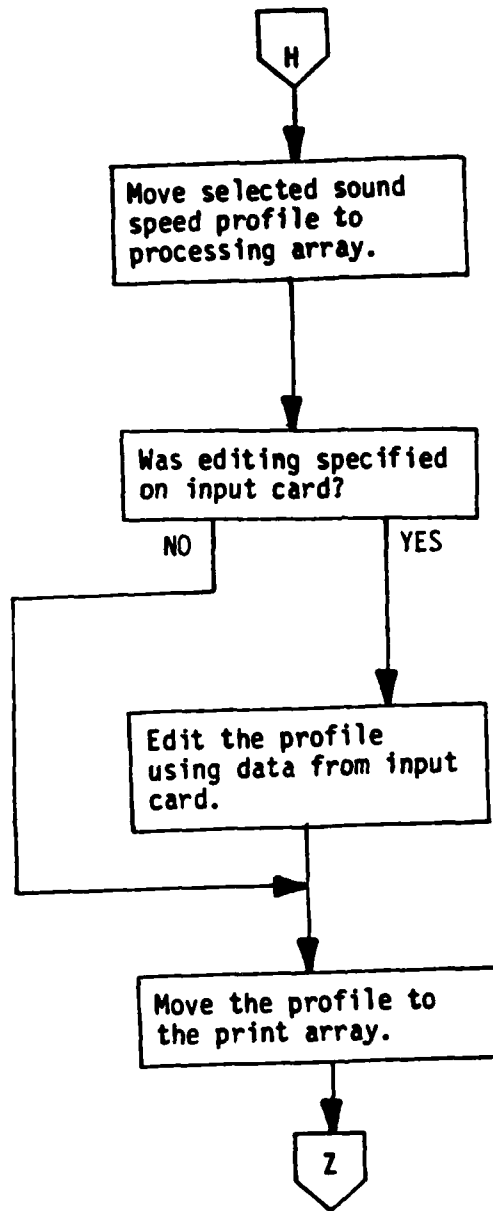 H
Move selected sound
speed profile to
processing array.
Was editing specified
on input card?
NO
YES
Edit the profile
using data from input
card.
Move the profile to
the print array.
Z